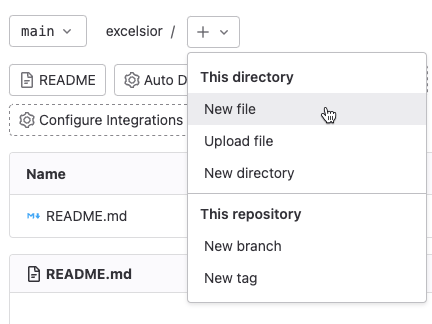 main
excelsior /
This directory
README
Auto D
New file
Configure Integrations
Upload file
New directory
Name
This repository
README.md
New branch
README.md
New tag